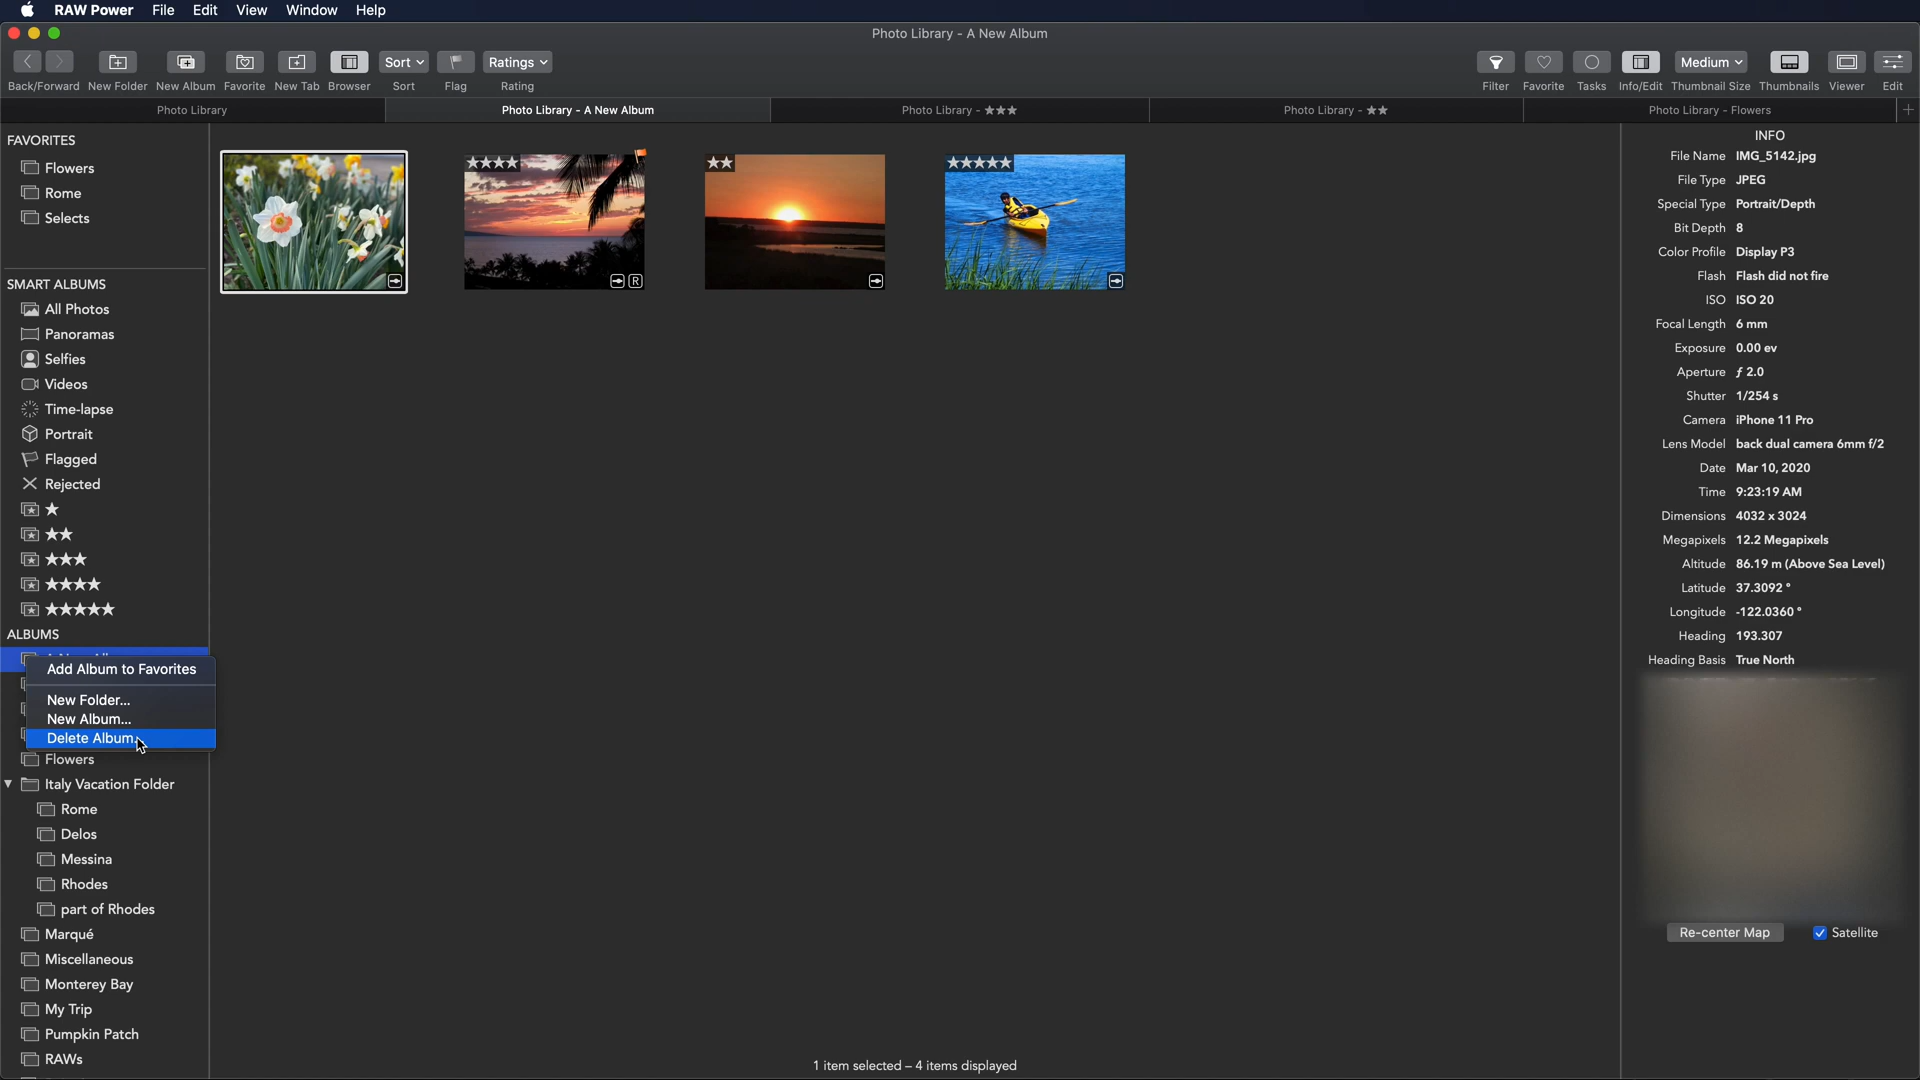 RAW Power File Edit View Window Help
Photo Library - A New Album
Sort Ratings Medium
Back/Forward New Folder New Album Favorite New Tab Browser Sort Flag Rating Filter Favorite Tasks Info/Edit Thumbnail Size Thumbnails Viewer Edit
Photo Library Photo Library - A New Album Photo Library - ★★★ Photo Library - ★★ Photo Library - Flowers
FAVORITES
Flowers
Rome
Selects
SMART ALBUMS
All Photos
Panoramas
Selfies
Videos
Time-lapse
Portrait
Flagged
Rejected
★
★★
★★★
★★★★
★★★★★
ALBUMS
Add Album to Favorites
New Folder...
New Album...
Delete Album
Flowers
Italy Vacation Folder
Rome
Delos
Messina
Rhodes
part of Rhodes
Marqué
Miscellaneous
Monterey Bay
My Trip
Pumpkin Patch
RAWs
★★★★ ★★ ★★★★★
R
1 item selected – 4 items displayed
INFO
File Name IMG_5142.jpg
File Type JPEG
Special Type Portrait/Depth
Bit Depth 8
Color Profile Display P3
Flash Flash did not fire
ISO ISO 20
Focal Length 6 mm
Exposure 0.00 ev
Aperture ƒ 2.0
Shutter 1/254 s
Camera iPhone 11 Pro
Lens Model back dual camera 6mm f/2
Date Mar 10, 2020
Time 9:23:19 AM
Dimensions 4032 x 3024
Megapixels 12.2 Megapixels
Altitude 86.19 m (Above Sea Level)
Latitude 37.3092 °
Longitude -122.0360 °
Heading 193.307
Heading Basis True North
Re-center Map Satellite